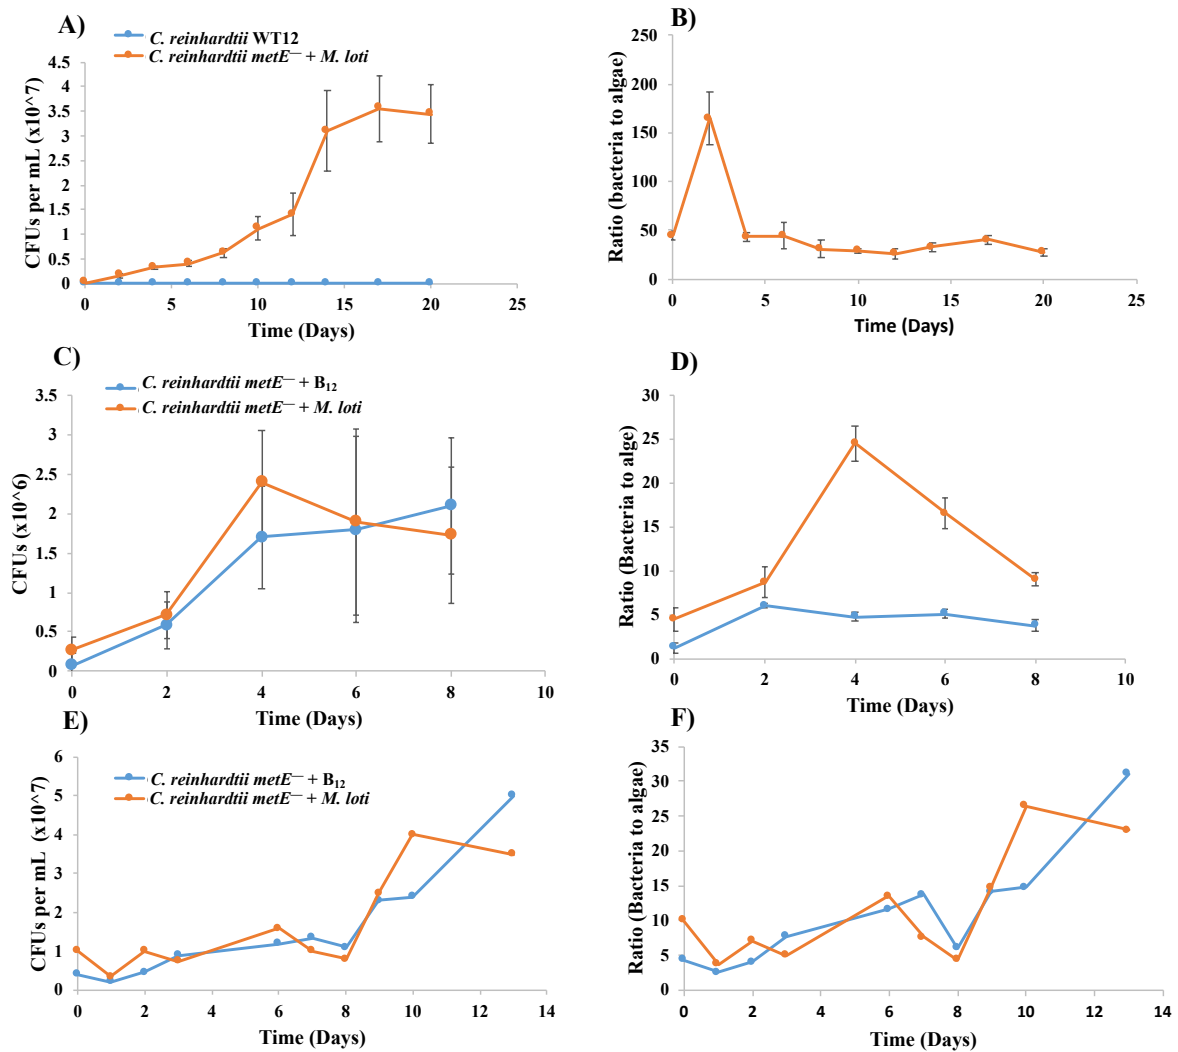 A)
C. reinhardtii WT12
C. reinhardtii metE— + M. loti
CFUs per mL (x10^7)
4.5
4
3.5
3
2.5
2
1.5
1
0.5
0
0 5 10 15 20 25
Time (Days)
B)
Ratio (bacteria to algae)
250
200
150
100
50
0
0 5 10 15 20 25
Time (Days)
C)
C. reinhardtii metE— + B12
C. reinhardtii metE— + M. loti
CFUs (x10^6)
3.5
3
2.5
2
1.5
1
0.5
0
0 2 4 6 8 10
Time (Days)
D)
Ratio (Bacteria to alge)
30
25
20
15
10
5
0
0 2 4 6 8 10
Time (Days)
E)
C. reinhardtii metE— + B12
C. reinhardtii metE— + M. loti
CFUs per mL (x10^7)
6
5
4
3
2
1
0
0 2 4 6 8 10 12 14
Time (Days)
F)
Ratio (Bacteria to algae)
35
30
25
20
15
10
5
0
0 2 4 6 8 10 12 14
Time (Days)